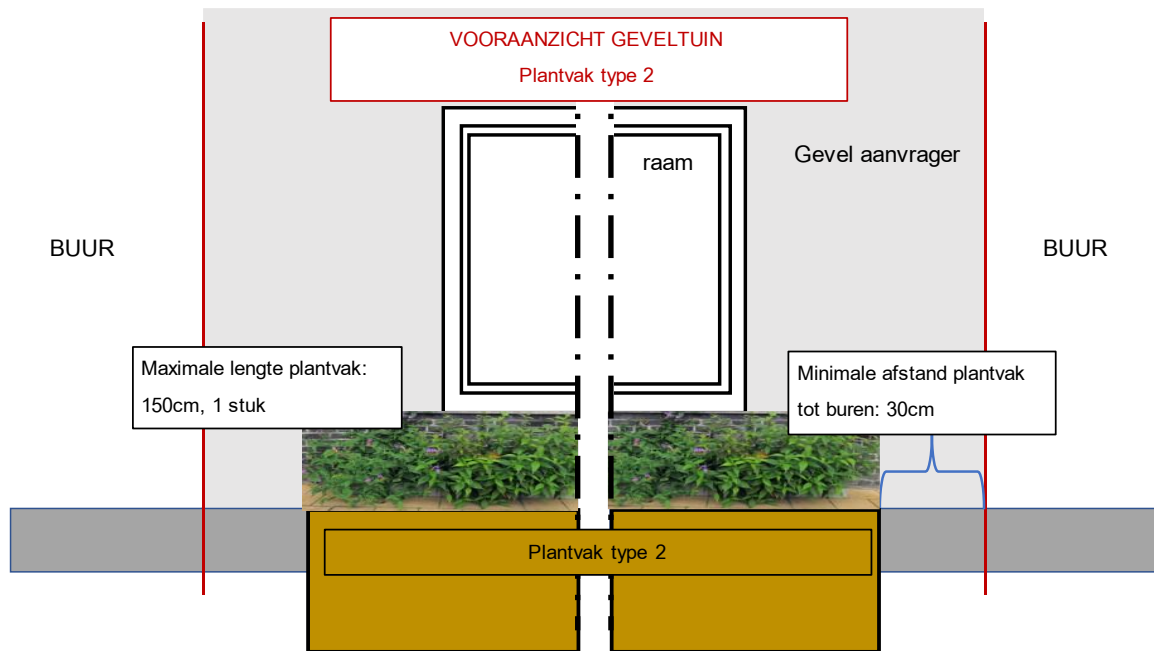 VOORAANZICHT GEVELTUIN
Plantvak type 2
raam
Gevel aanvrager
BUUR
BUUR
Maximale lengte plantvak:
150cm, 1 stuk
Minimale afstand plantvak
tot buren: 30cm
Plantvak type 2